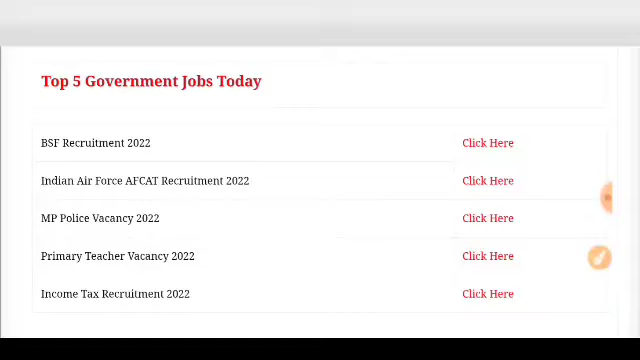 Top 5 Government Jobs Today
BSF Recruitment 2022 Click Here
Indian Air Force AFCAT Recruitment 2022 Click Here
MP Police Vacancy 2022 Click Here
Primary Teacher Vacancy 2022 Click Here
Income Tax Recruitment 2022 Click Here